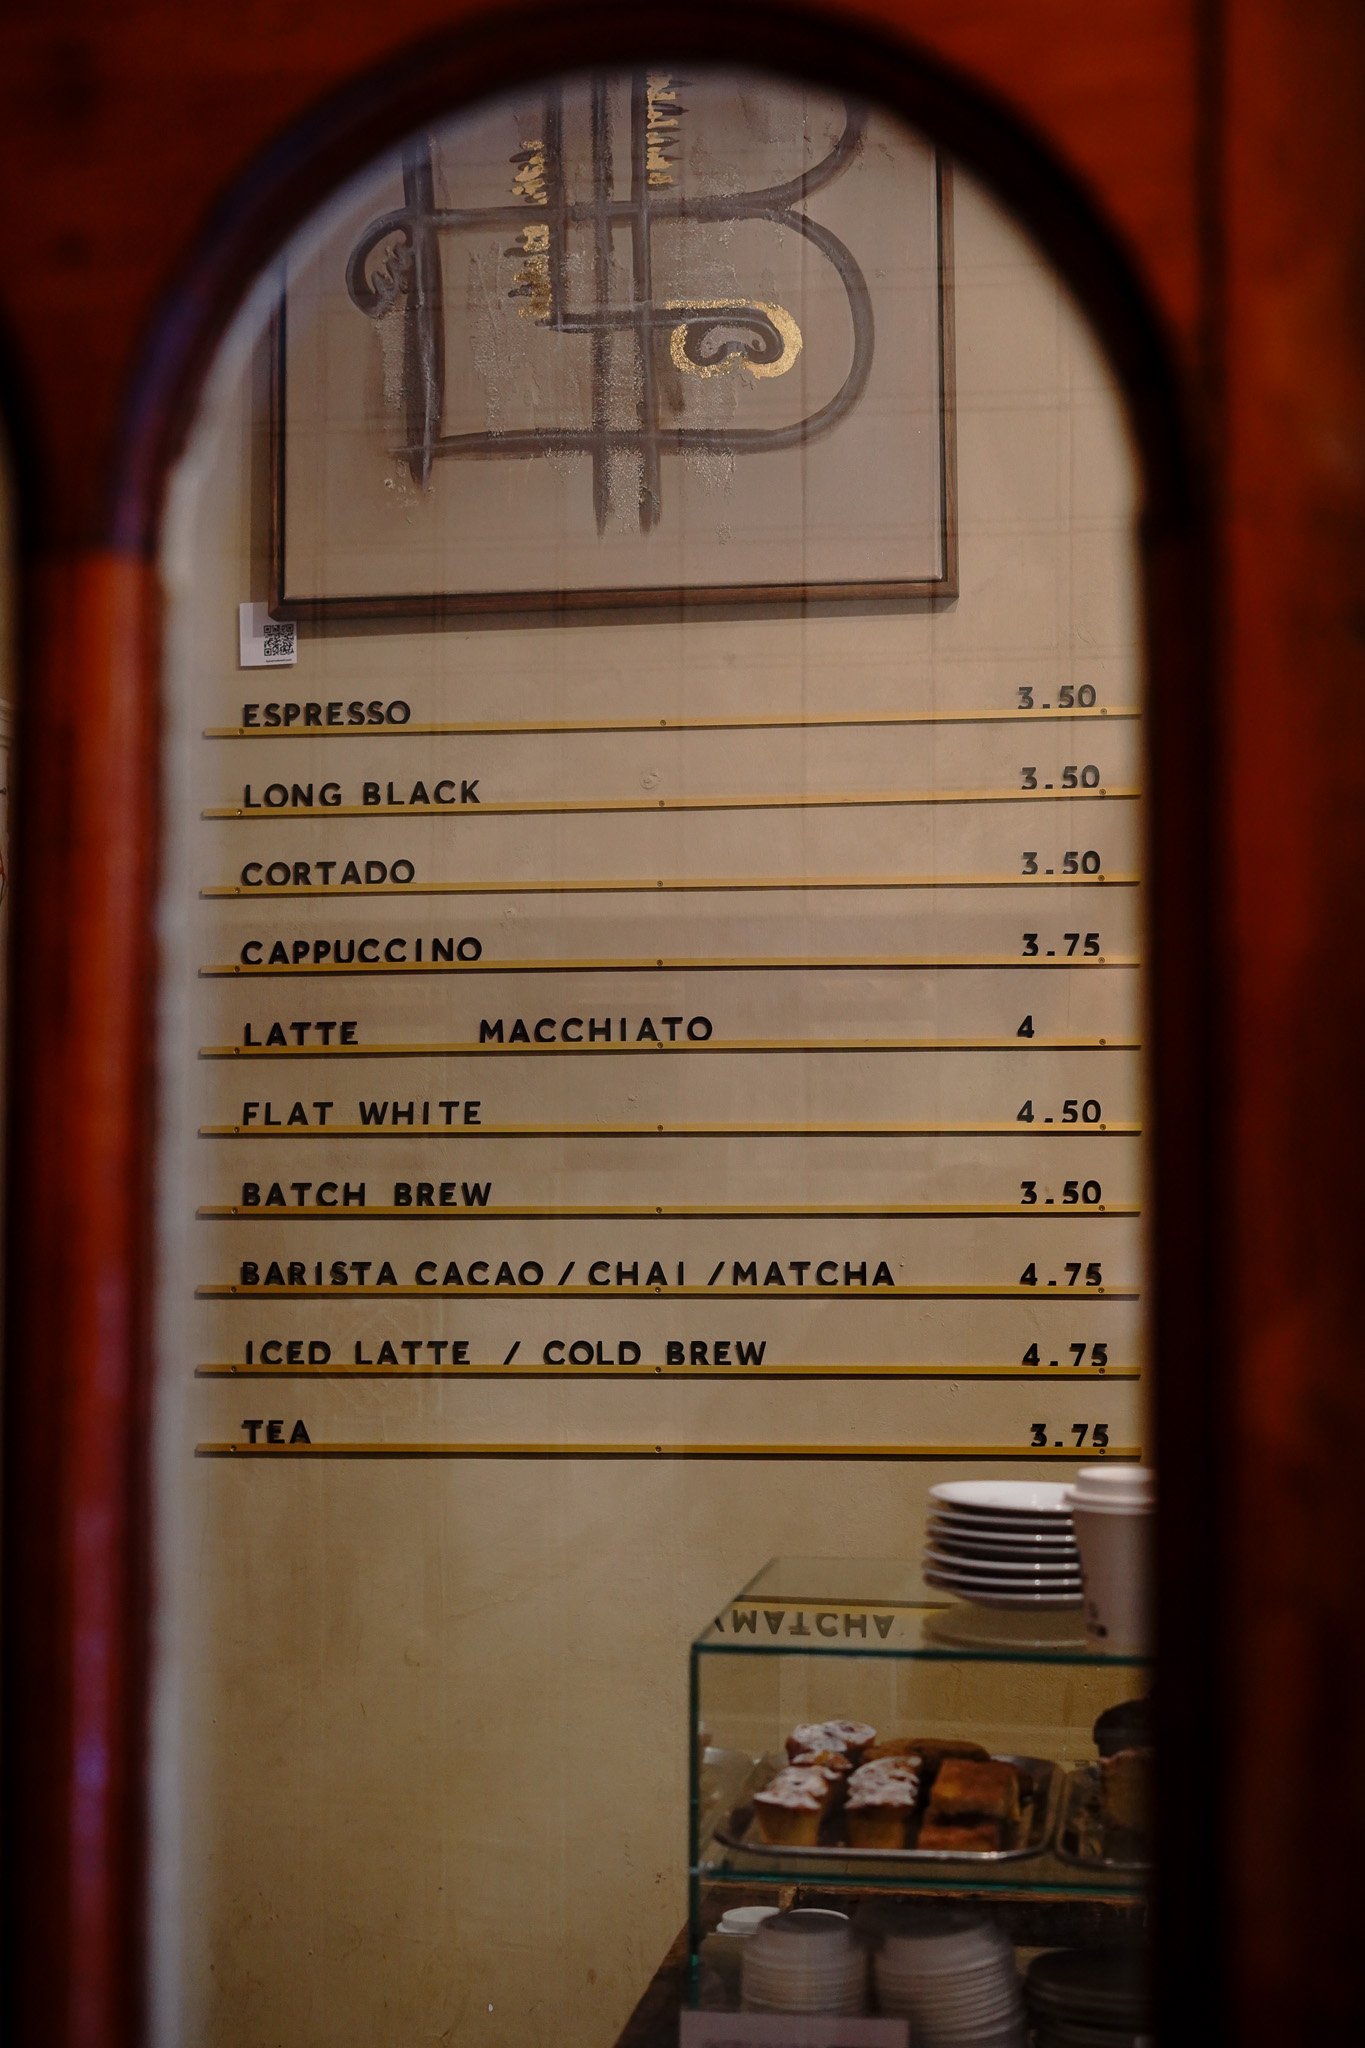 ESPRESSO 3.50
LONG BLACK 3.50
CORTADO 3.50
CAPPUCCINO 3.75
LATTE MACCHIATO 4
FLAT WHITE 4.50
BATCH BREW 3.50
BARISTA CACAO / CHAI / MATCHA 4.75
ICED LATTE / COLD BREW 4.75
TEA 3.75